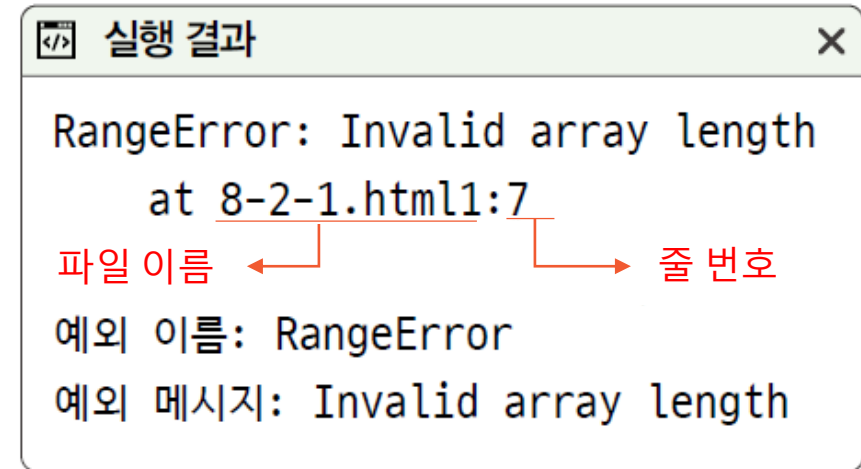 실행 결과
RangeError: Invalid array length
at 8-2-1.html1:7
파일 이름 줄 번호
예외 이름: RangeError
예외 메시지: Invalid array length